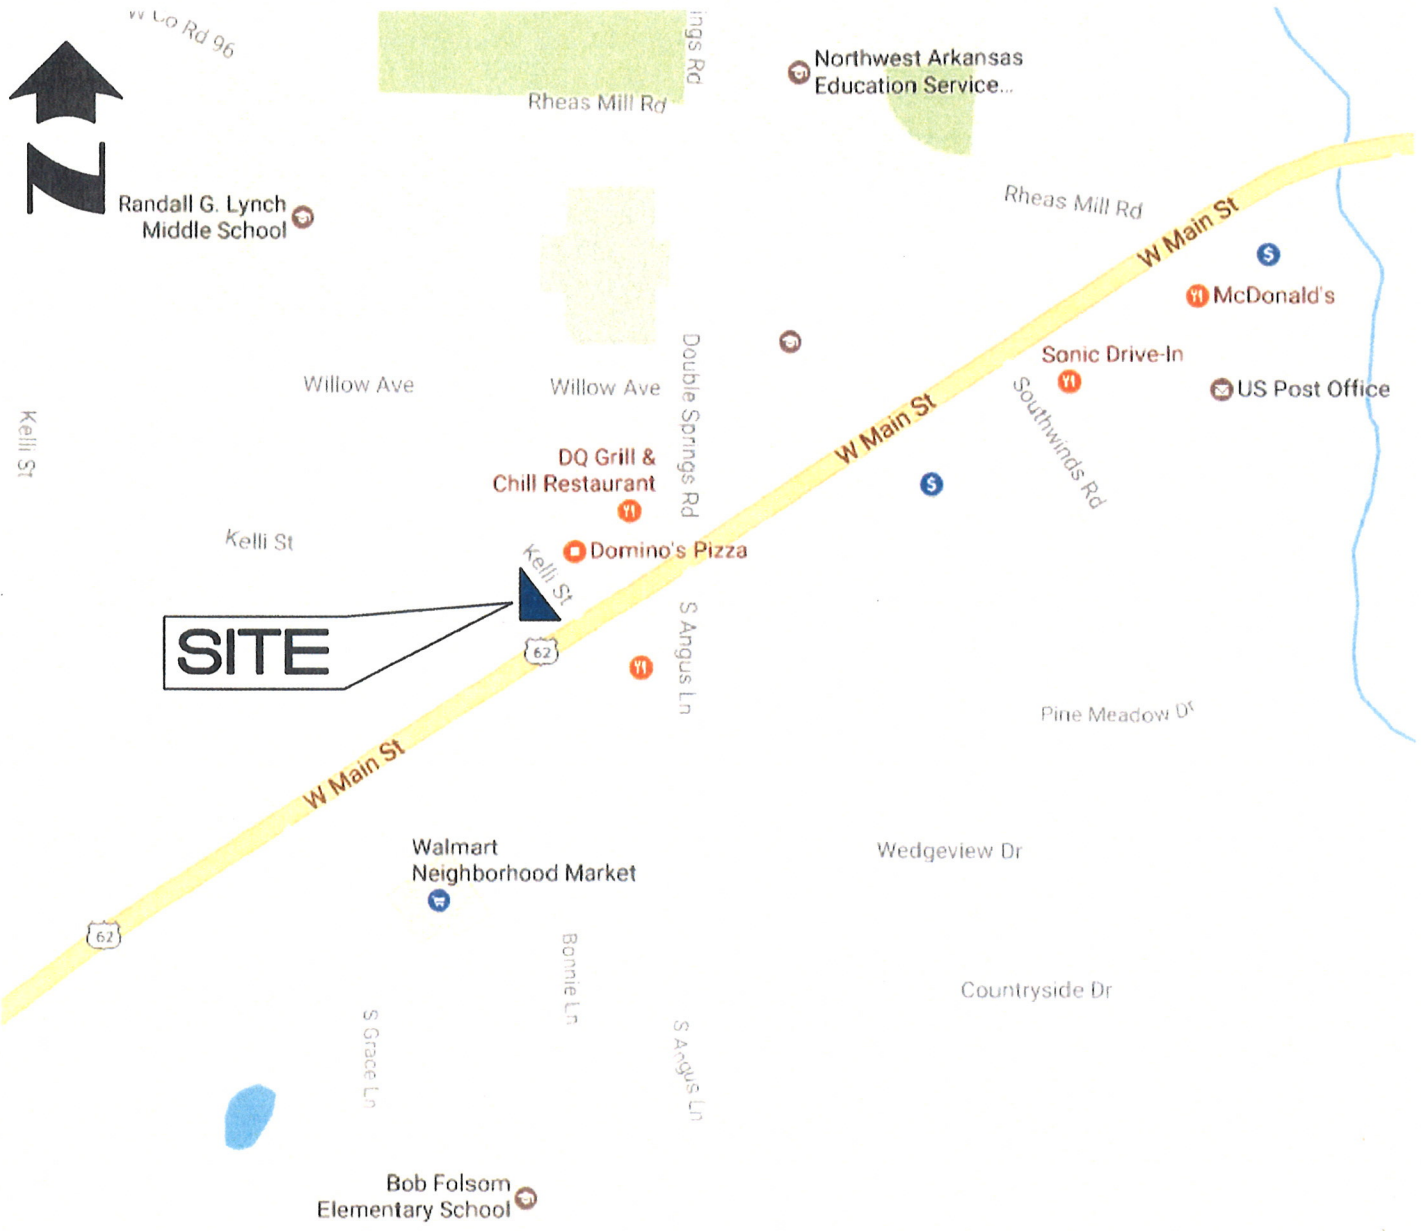 W Co Rd 96
ings Rd
Northwest Arkansas
Education Service...
Rheas Mill Rd
N
Randall G. Lynch
Middle School
Rheas Mill Rd
W Main St
$
McDonald's
Sonic Drive-In
US Post Office
Willow Ave
Willow Ave
Double Springs Rd
Southwinds Rd
Kelli St
W Main St
DQ Grill &
Chill Restaurant
$
Kelli St
Kelli St
Domino's Pizza
SITE
62
S Angus Ln
Pine Meadow Dr
W Main St
Walmart
Neighborhood Market
Wedgeview Dr
62
Bonnie Ln
Countryside Dr
S Grace Ln
S Angus Ln
Bob Folsom
Elementary School